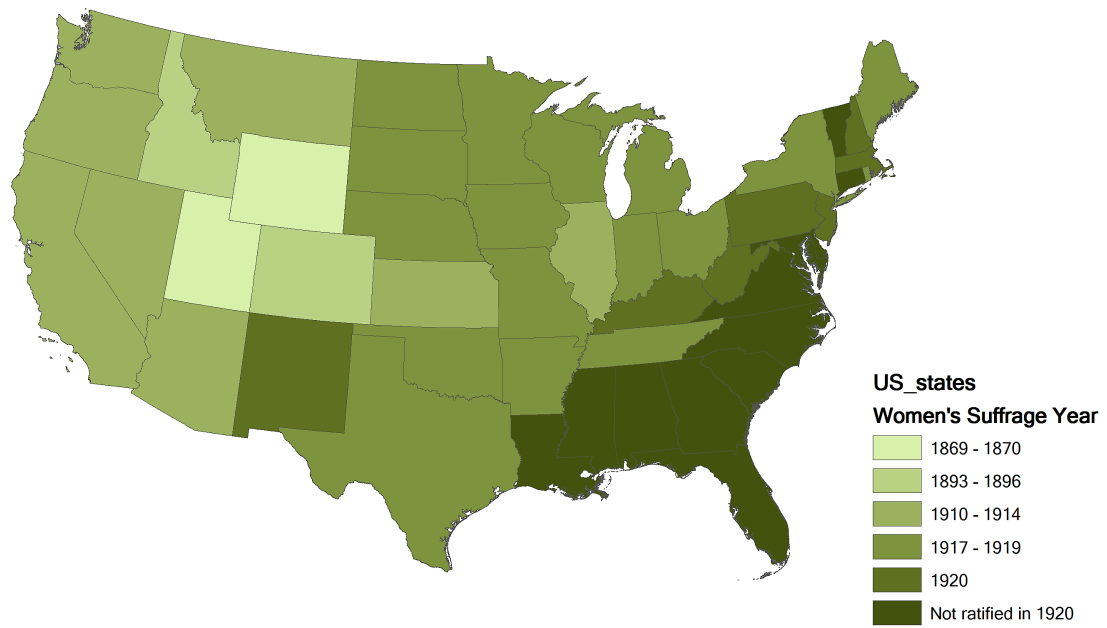 US_states
Women's Suffrage Year
1869 - 1870
1893 - 1896
1910 - 1914
1917 - 1919
1920
Not ratified in 1920